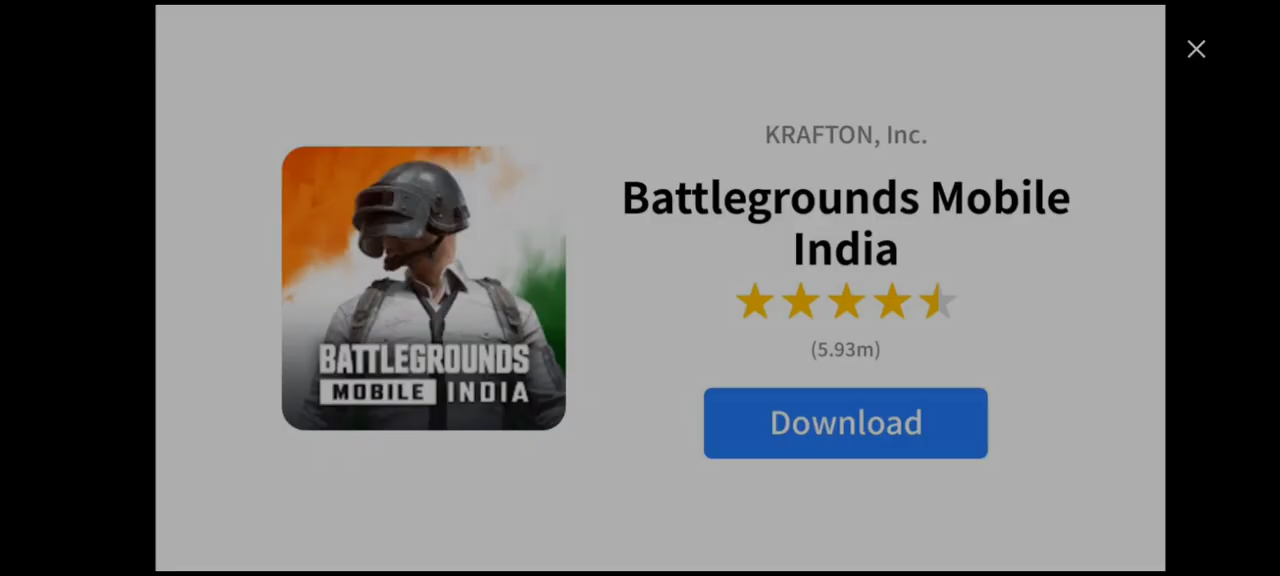 KRAFTON, Inc.
Battlegrounds Mobile
India
(5.93m)
Download
BATTLEGROUNDS
MOBILE INDIA